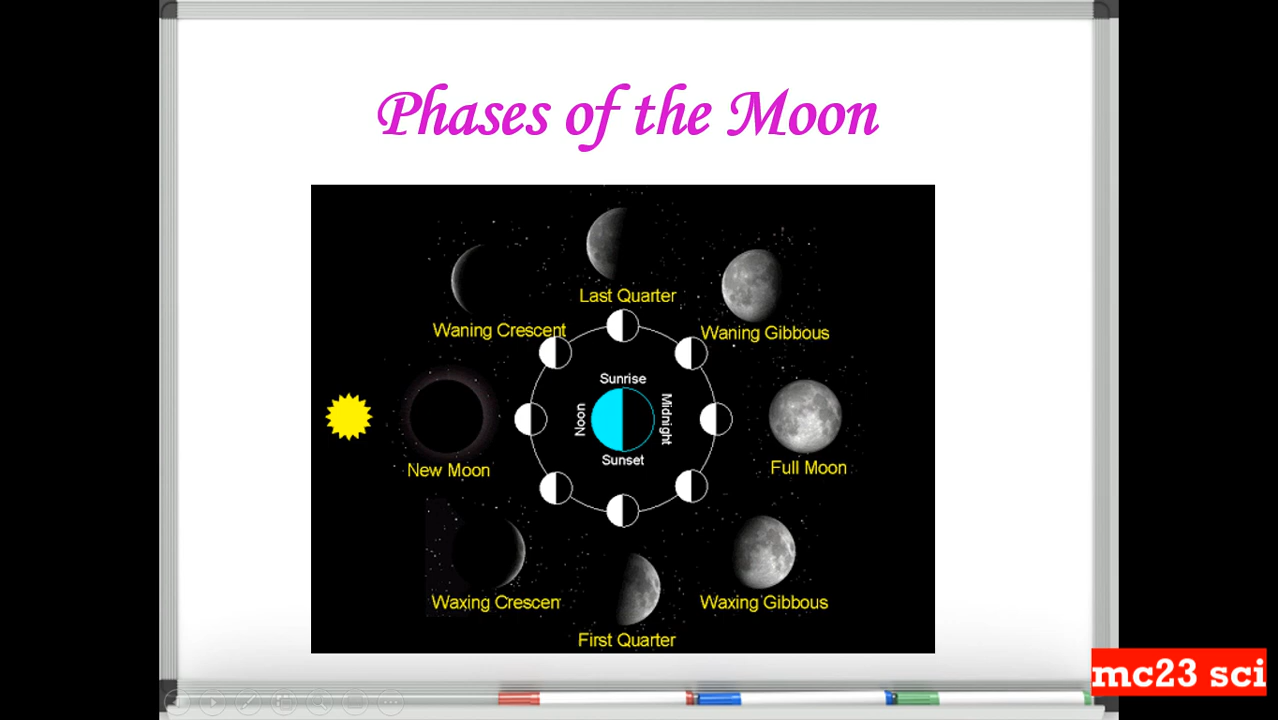 Phases of the Moon
Last Quarter
Waning Crescent
Waning Gibbous
Sunrise
Noon
Midnight
Sunset
New Moon
Full Moon
Waxing Crescen
Waxing Gibbous
First Quarter
mc23 sci